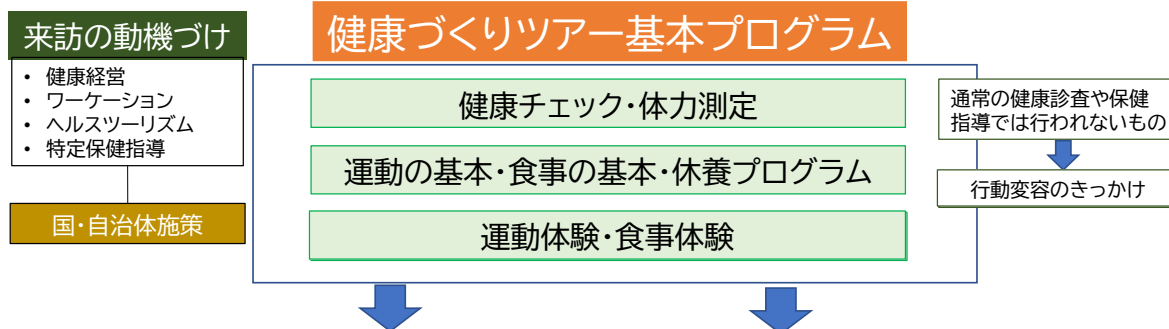 来訪の動機づけ
• 健康経営
• ワーケーション
• ヘルスツーリズム
• 特定保健指導
国・自治体施策
健康づくりツアー基本プログラム
健康チェック・体力測定
運動の基本・食事の基本・休養プログラム
運動体験・食事体験
通常の健康診査や保健
指導では行われないもの
行動変容のきっかけ